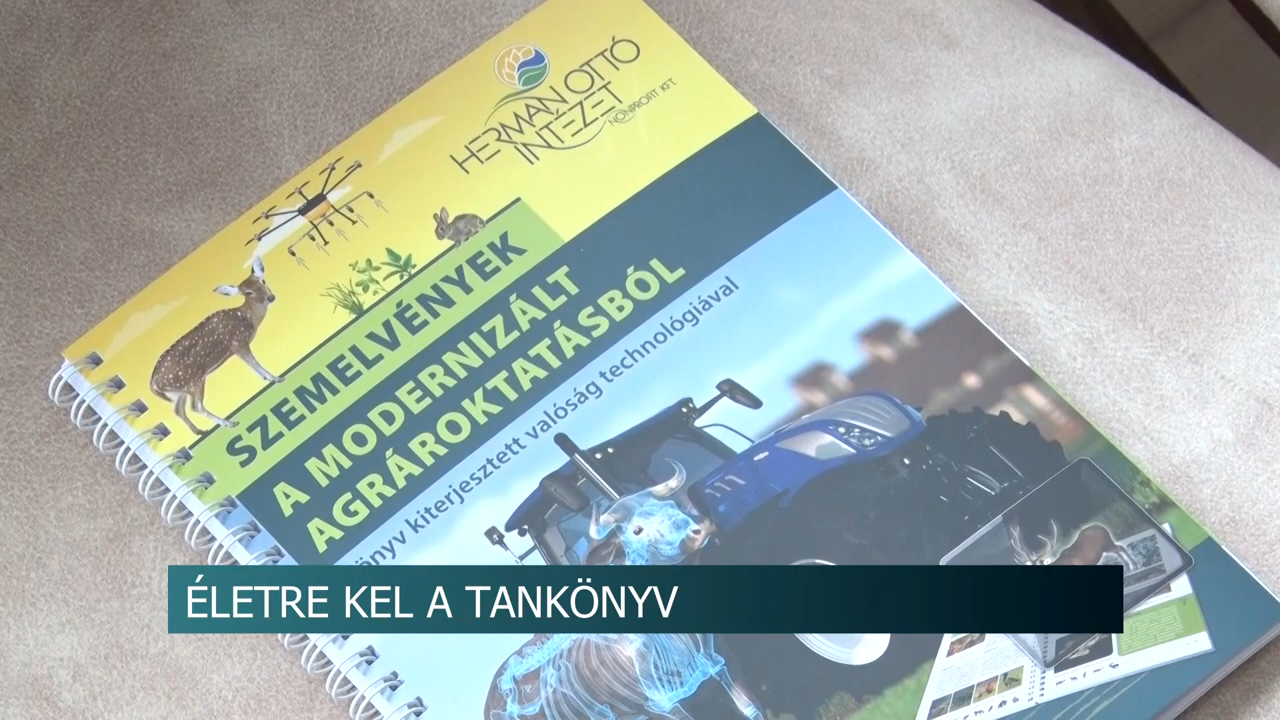 HERMAN OTTÓ
INTÉZET
NONPROFIT KFT.
SZEMELVÉNYEK
A MODERNIZÁLT
AGRÁROKTATÁSBÓL
kiterjesztett valóság technológiával
ÉLETRE KEL A TANKÖNYV